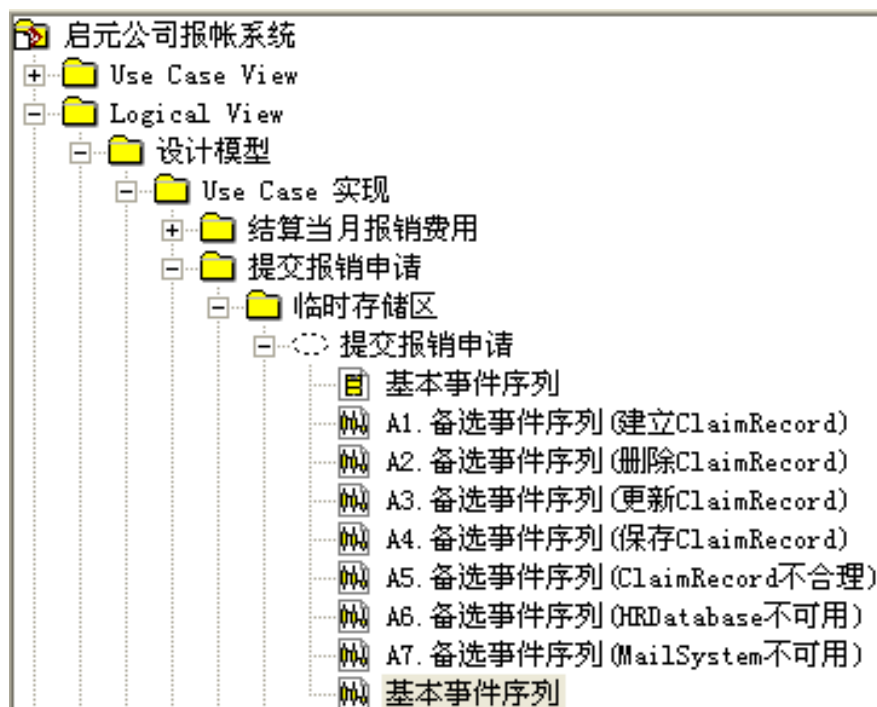 启元公司报帐系统
Use Case View
Logical View
设计模型
Use Case 实现
结算当月报销费用
提交报销申请
临时存储区
提交报销申请
基本事件序列
A1.备选事件序列(建立ClaimRecord)
A2.备选事件序列(删除ClaimRecord)
A3.备选事件序列(更新ClaimRecord)
A4.备选事件序列(保存ClaimRecord)
A5.备选事件序列(ClaimRecord不合理)
A6.备选事件序列(HRDatabase不可用)
A7.备选事件序列(MailSystem不可用)
基本事件序列